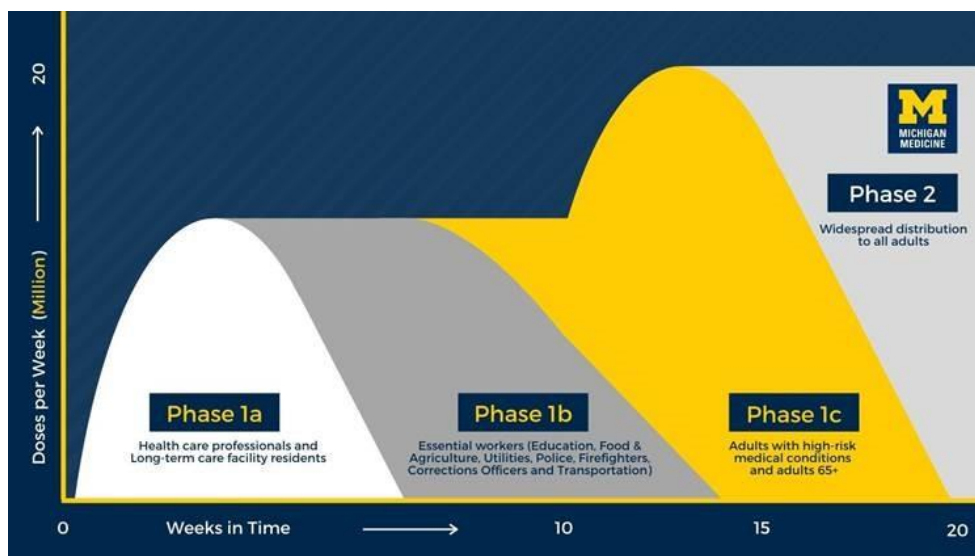 20
Doses per Week (Million)
M
MICHIGAN
MEDICINE
Phase 2
Widespread distribution
to all adults
Phase 1a
Health care professionals and
Long-term care facility residents
Phase 1b
Essential workers (Education, Food &
Agriculture, Utilities, Police, Firefighters,
Corrections Officers and Transportation)
Phase 1c
Adults with high-risk
medical conditions
and adults 65+
0 Weeks in Time 10 15 20